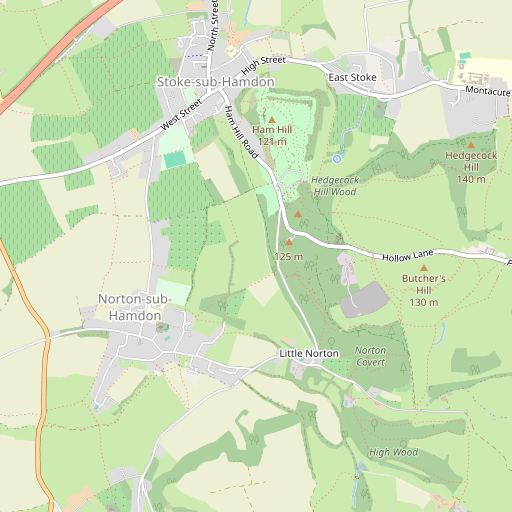 North Street
High Street
Stoke-sub-Hamdon
East Stoke
Montacute
West Street
Ham Hill Road
Ham Hill
121 m
Hedgecock
Hill
140 m
Hedgecock
Hill Wood
125 m
Hollow Lane
Butcher's
Hill
130 m
Norton-sub-
Hamdon
Little Norton
Norton
Covert
High Wood